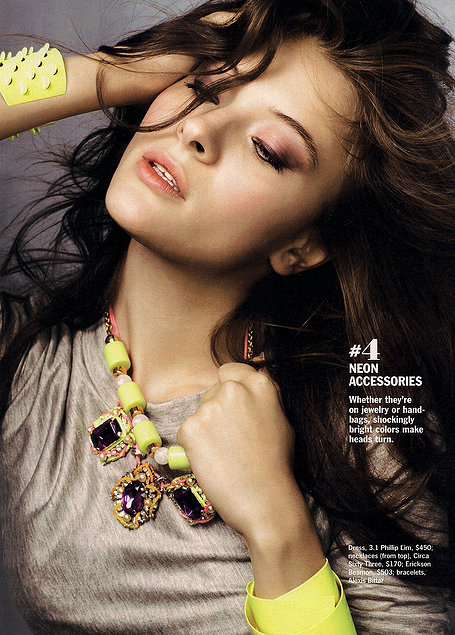 #4
NEON
ACCESSORIES
Whether they're
on jewelry or hand-
bags, shockingly
bright colors make
heads turn.
Dress, 3.1 Phillip Lim, $450;
necklaces (from top), Circa
Sixty Three, $170; Erickson
Beamon, $503; bracelets,
Alexis Bittar